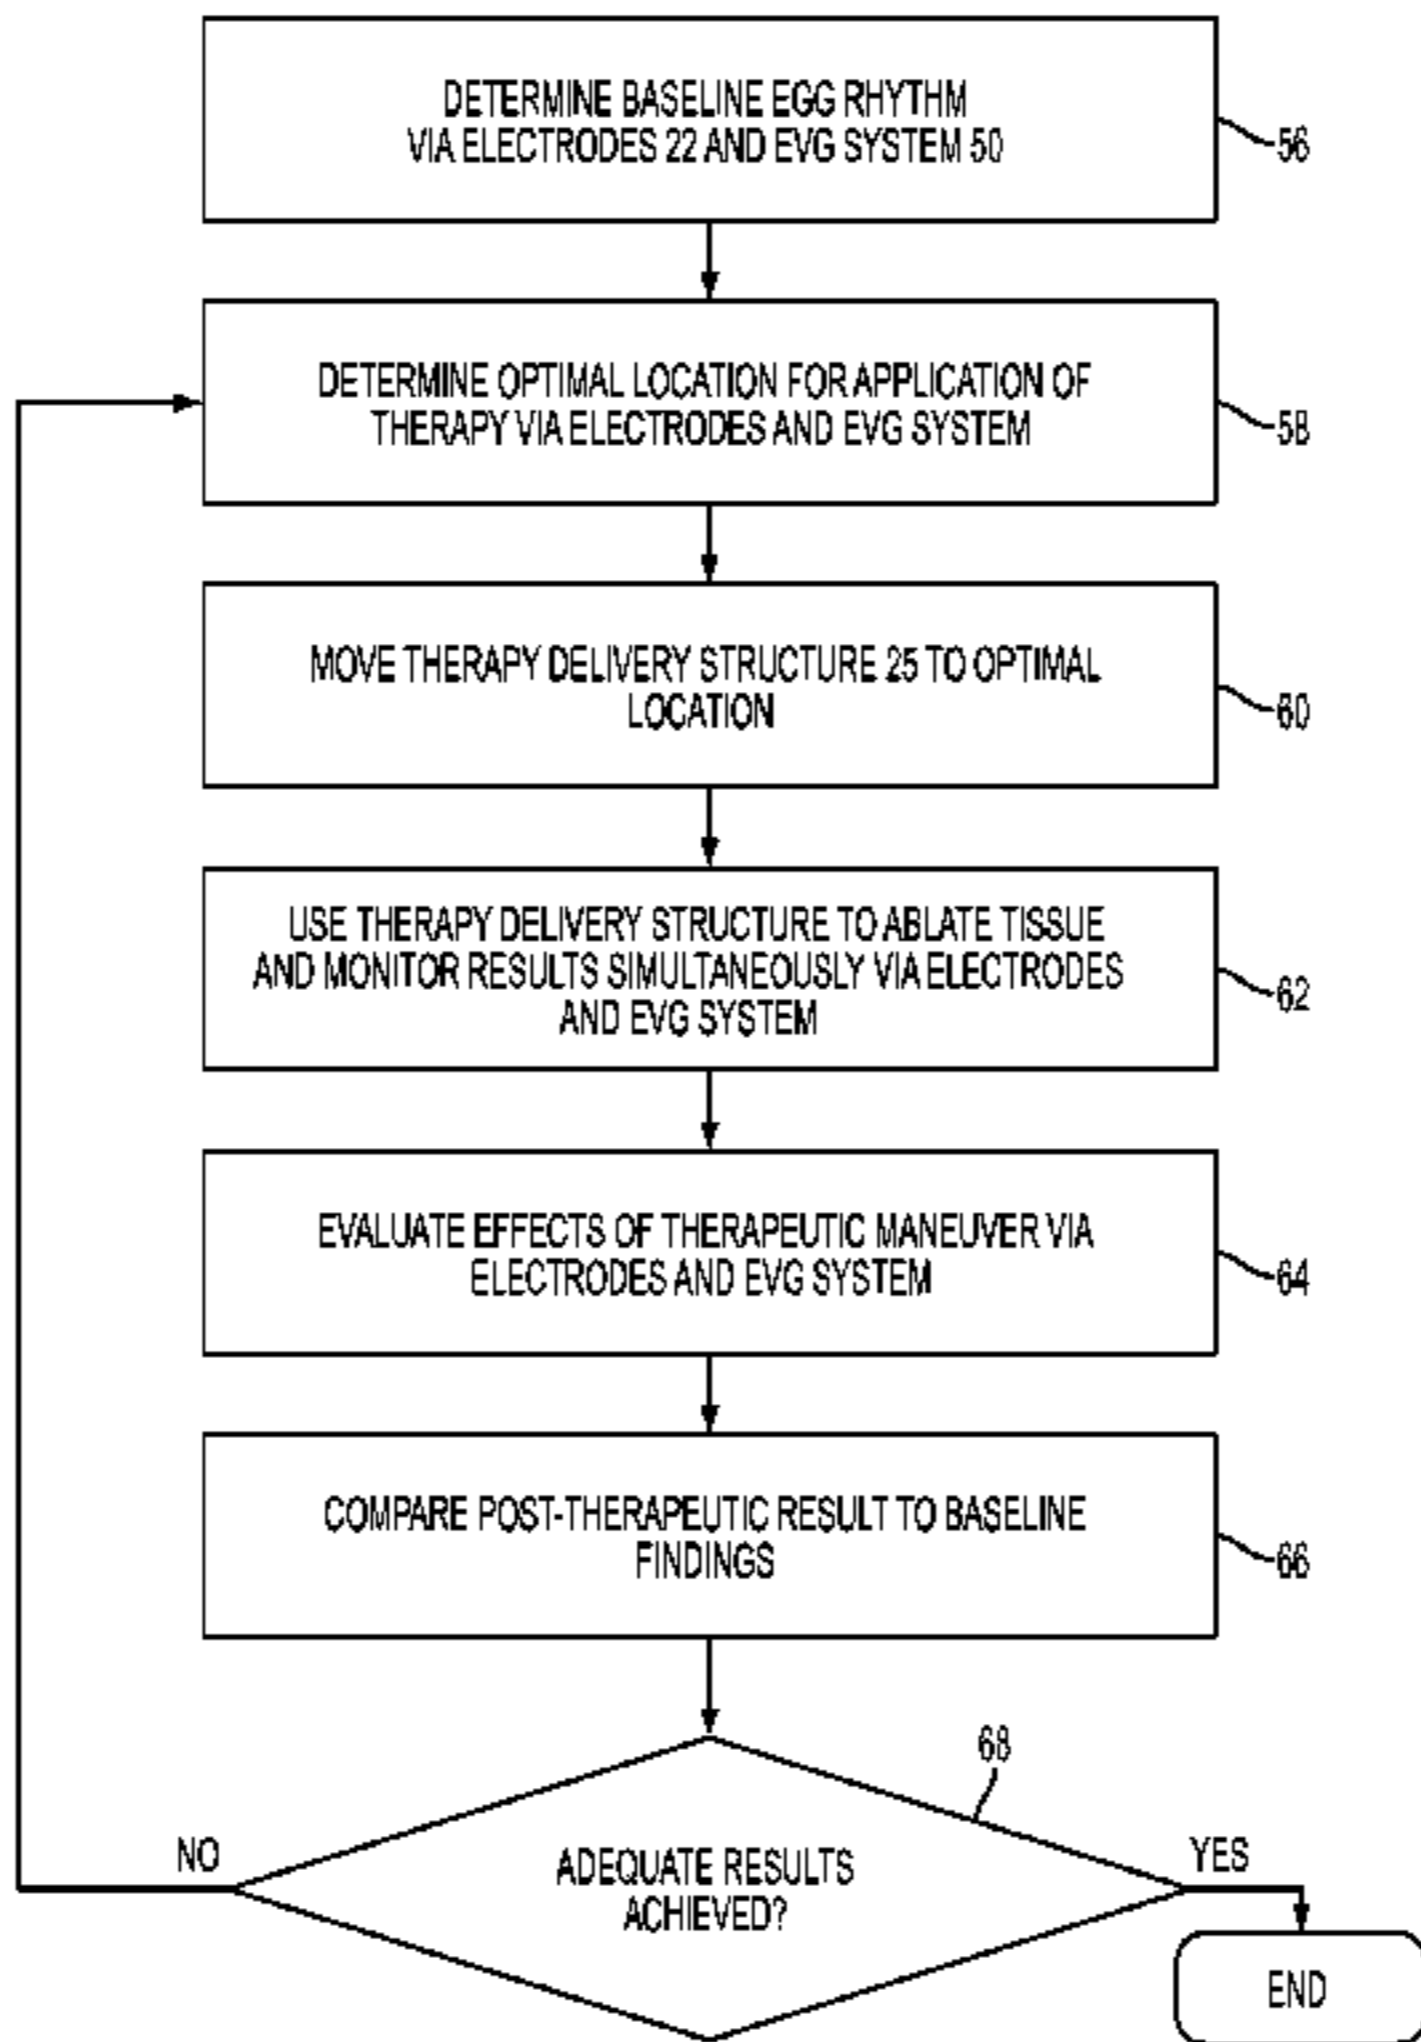 DETERMINE BASELINE EGG RHYTHM
VIA ELECTRODES 22 AND EVG SYSTEM 50
56
DETERMINE OPTIMAL LOCATION FOR APPLICATION OF
THERAPY VIA ELECTRODES AND EVG SYSTEM
58
MOVE THERAPY DELIVERY STRUCTURE 25 TO OPTIMAL
LOCATION
60
USE THERAPY DELIVERY STRUCTURE TO ABLATE TISSUE
AND MONITOR RESULTS SIMULTANEOUSLY VIA ELECTRODES
AND EVG SYSTEM
62
EVALUATE EFFECTS OF THERAPEUTIC MANEUVER VIA
ELECTRODES AND EVG SYSTEM
64
COMPARE POST-THERAPEUTIC RESULT TO BASELINE
FINDINGS
66
68
NO
ADEQUATE RESULTS
ACHIEVED?
YES
END